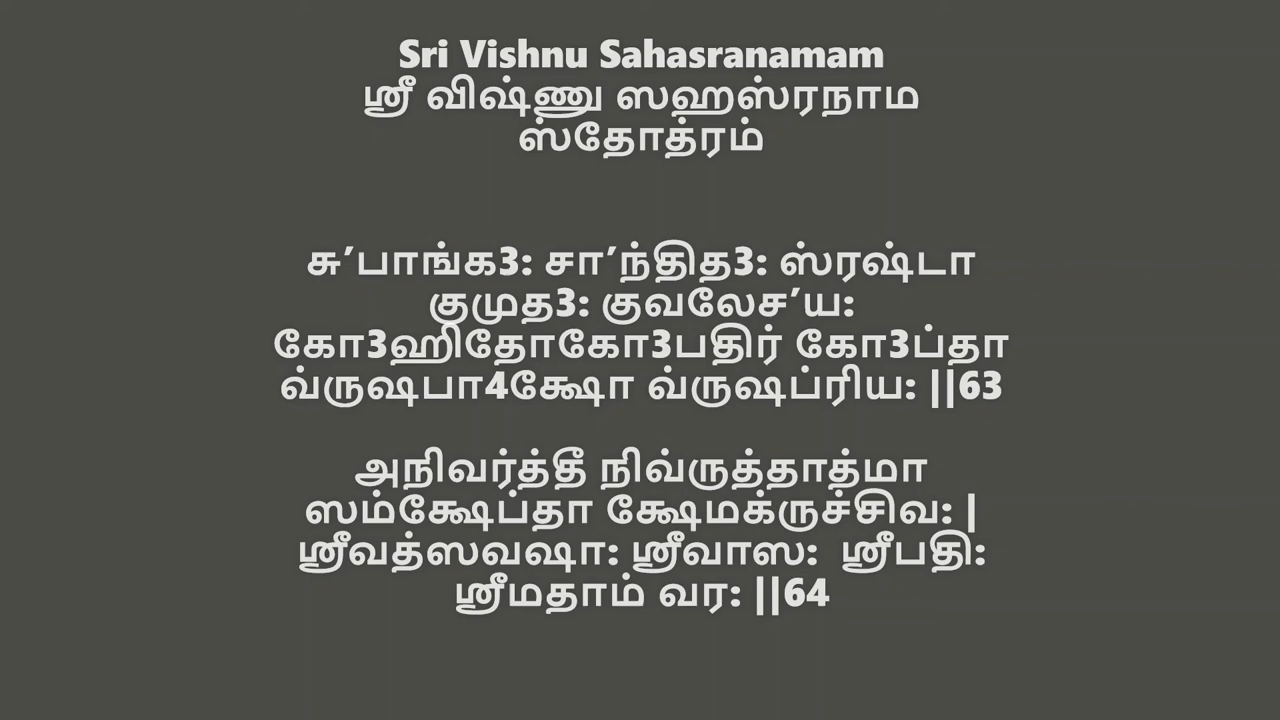 Sri Vishnu Sahasranamam
ஸ்ரீ விஷ்ணு ஸஹஸ்ரநாம
ஸ்தோத்ரம்
சு’பாங்க3: சா’ந்தித3: ஸ்ரஷ்டா
குமுத3: குவலேச’ய:
கோ3ஹிதோகோ3பதிர் கோ3ப்தா
வ்ருஷபா4க்ஷோ வ்ருஷப்ரிய: ||63
அநிவர்த்தீ நிவ்ருத்தாத்மா
ஸம்க்ஷேப்தா க்ஷேமக்ருச்சிவ: |
ஸ்ரீவத்ஸவஷா: ஸ்ரீவாஸ: ஸ்ரீபதி:
ஸ்ரீமதாம் வர: ||64